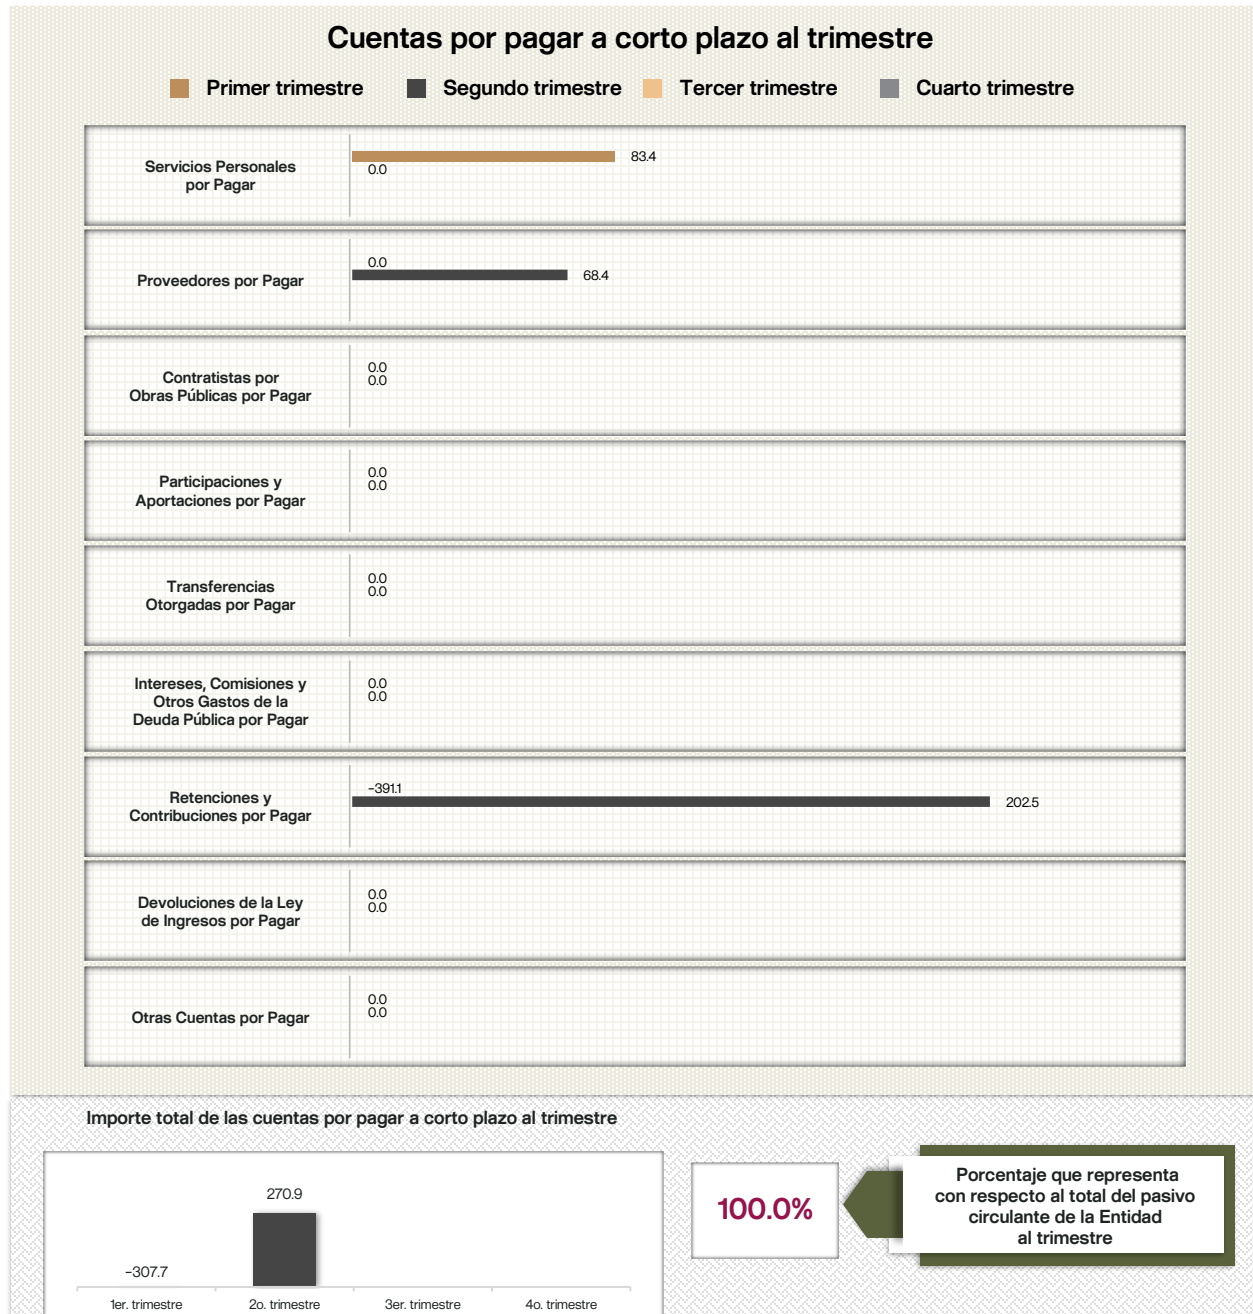 Cuentas por pagar a corto plazo al trimestre
Primer trimestre
Segundo trimestre
Tercer trimestre
Cuarto trimestre
Servicios Personales
por Pagar
83.4
0.0
Proveedores por Pagar
0.0
68.4
Contratistas por
Obras Públicas por Pagar
0.0
0.0
Participaciones y
Aportaciones por Pagar
0.0
0.0
Transferencias
Otorgadas por Pagar
0.0
0.0
Intereses, Comisiones y
Otros Gastos de la
Deuda Pública por Pagar
0.0
0.0
Retenciones y
Contribuciones por Pagar
-391.1
202.5
Devoluciones de la Ley
de Ingresos por Pagar
0.0
0.0
Otras Cuentas por Pagar
0.0
0.0
Importe total de las cuentas por pagar a corto plazo al trimestre
-307.7
270.9
1er. trimestre
2o. trimestre
3er. trimestre
4o. trimestre
100.0%
Porcentaje que representa
con respecto al total del pasivo
circulante de la Entidad
al trimestre